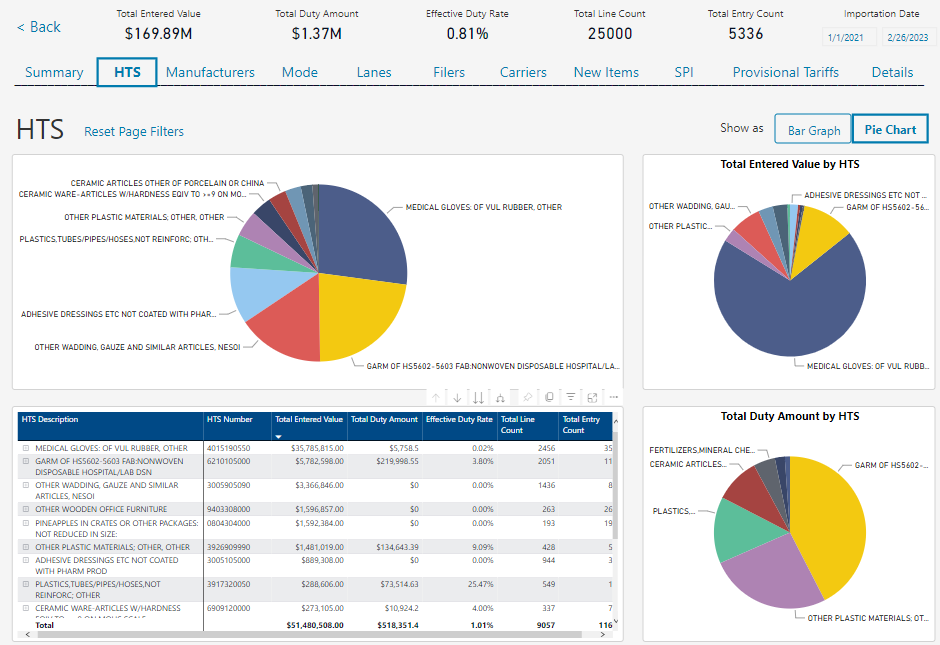 < Back
Total Entered Value
$169.89M
Total Duty Amount
$1.37M
Effective Duty Rate
0.81%
Total Line Count
25000
Total Entry Count
5336
Importation Date
1/1/2021 2/26/2023
Summary HTS Manufacturers Mode Lanes Filers Carriers New Items SPI Provisional Tariffs Details
HTS Reset Page Filters
Show as Bar Graph Pie Chart
CERAMIC ARTICLES OTHER OF PORCELAIN OR CHINA
CERAMIC WARE-ARTICLES W/HARDNESS EQIV TO >=9 ON MO...
MEDICAL GLOVES: OF VUL RUBBER, OTHER
OTHER PLASTIC MATERIALS; OTHER, OTHER
PLASTICS,TUBES/PIPES/HOSES,NOT REINFORC; OTH...
ADHESIVE DRESSINGS ETC NOT COATED WITH PHAR...
OTHER WADDING, GAUZE AND SIMILAR ARTICLES, NESOI
GARM OF HS5602-5603 FAB:NONWOVEN DISPOSABLE HOSPITAL/LA...
Total Entered Value by HTS
ADHESIVE DRESSINGS ETC NOT ...
OTHER WADDING, GAU...
GARM OF HS5602-56...
OTHER PLASTIC...
MEDICAL GLOVES: OF VUL RUBB...
HTS Description HTS Number Total Entered Value Total Duty Amount Effective Duty Rate Total Line Total Entry
Count Count
MEDICAL GLOVES: OF VUL RUBBER, OTHER 4015190550 $35,785,815.00 $5,758.5 0.02% 2456 35
GARM OF HS5602-5603 FAB:NONWOVEN 6210105000 $5,782,598.00 $219,998.55 3.80% 2051 11
DISPOSABLE HOSPITAL/LAB DSN
OTHER WADDING, GAUZE AND SIMILAR 3005905090 $3,366,846.00 $0 0.00% 1436 8
ARTICLES, NESOI
OTHER WOODEN OFFICE FURNITURE 9403308000 $1,596,857.00 $0 0.00% 263 26
PINEAPPLES IN CRATES OR OTHER PACKAGES: 0804304000 $1,592,384.00 $0 0.00% 193 19
NOT REDUCED IN SIZE:
OTHER PLASTIC MATERIALS; OTHER, OTHER 3926909990 $1,481,019.00 $134,643.39 9.09% 428 5
ADHESIVE DRESSINGS ETC NOT COATED 3005105000 $889,308.00 $0 0.00% 944 3
WITH PHARM PROD
PLASTICS,TUBES/PIPES/HOSES,NOT 3917320050 $288,606.00 $73,514.63 25.47% 549 1
REINFORC; OTHER
CERAMIC WARE-ARTICLES W/HARDNESS 6909120000 $273,105.00 $10,924.2 4.00% 337 7
Total $51,480,508.00 $518,351.4 1.01% 9057 116
Total Duty Amount by HTS
FERTILIZERS,MINERAL CHE...
CERAMIC ARTICLES...
GARM OF HS5602-...
PLASTICS,...
OTHER PLASTIC MATERIALS; OT...